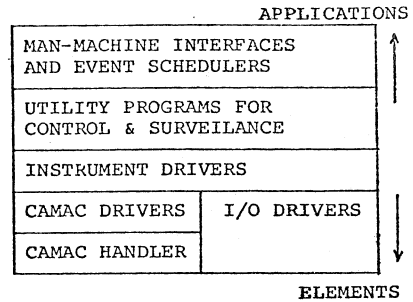 APPLICATIONS
MAN-MACHINE INTERFACES
AND EVENT SCHEDULERS
UTILITY PROGRAMS FOR
CONTROL & SURVEILANCE
INSTRUMENT DRIVERS
CAMAC DRIVERS
I/O DRIVERS
CAMAC HANDLER
ELEMENTS